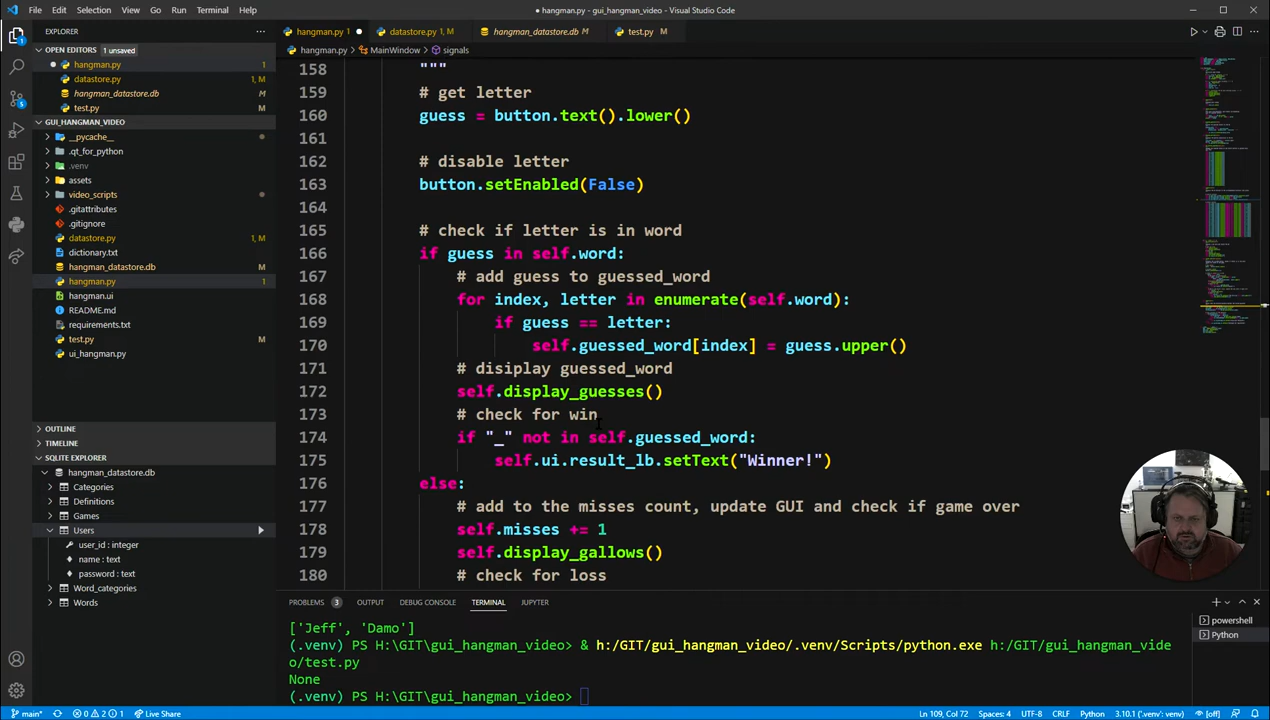 File Edit Selection View Go Run Terminal Help
● hangman.py - gui_hangman_video - Visual Studio Code
EXPLORER
hangman.py 1 ●
datastore.py 1, M
hangman_datastore.db M
test.py M
hangman.py > MainWindow > signals
OPEN EDITORS 1 unsaved
hangman.py 1
datastore.py 1, M
hangman_datastore.db M
test.py M
GUI_HANGMAN_VIDEO
__pycache__
.qt_for_python
.venv
assets
video_scripts
.gitattributes
.gitignore
datastore.py 1, M
dictionary.txt
hangman_datastore.db M
hangman.py 1
hangman.ui
README.md
requirements.txt
test.py M
ui_hangman.py
OUTLINE
TIMELINE
SQLITE EXPLORER
hangman_datastore.db
Categories
Definitions
Games
Users
user_id : integer
name : text
password : text
Word_categories
Words
158 """
159 # get letter
160 guess = button.text().lower()
161
162 # disable letter
163 button.setEnabled(False)
164
165 # check if letter is in word
166 if guess in self.word:
167 # add guess to guessed_word
168 for index, letter in enumerate(self.word):
169 if guess == letter:
170 self.guessed_word[index] = guess.upper()
171 # disiplay guessed_word
172 self.display_guesses()
173 # check for win
174 if "_" not in self.guessed_word:
175 self.ui.result_lb.setText("Winner!")
176 else:
177 # add to the misses count, update GUI and check if game over
178 self.misses += 1
179 self.display_gallows()
180 # check for loss
PROBLEMS 3 OUTPUT DEBUG CONSOLE TERMINAL JUPYTER
['Jeff', 'Damo']
(.venv) PS H:\GIT\gui_hangman_video> & h:/GIT/gui_hangman_video/.venv/Scripts/python.exe h:/GIT/gui_hangman_vide
o/test.py
None
(.venv) PS H:\GIT\gui_hangman_video>
powershell
Python
main* 0 2 1 Live Share
Ln 109, Col 72 Spaces: 4 UTF-8 CRLF Python 3.10.1 ('.venv': venv) [off]